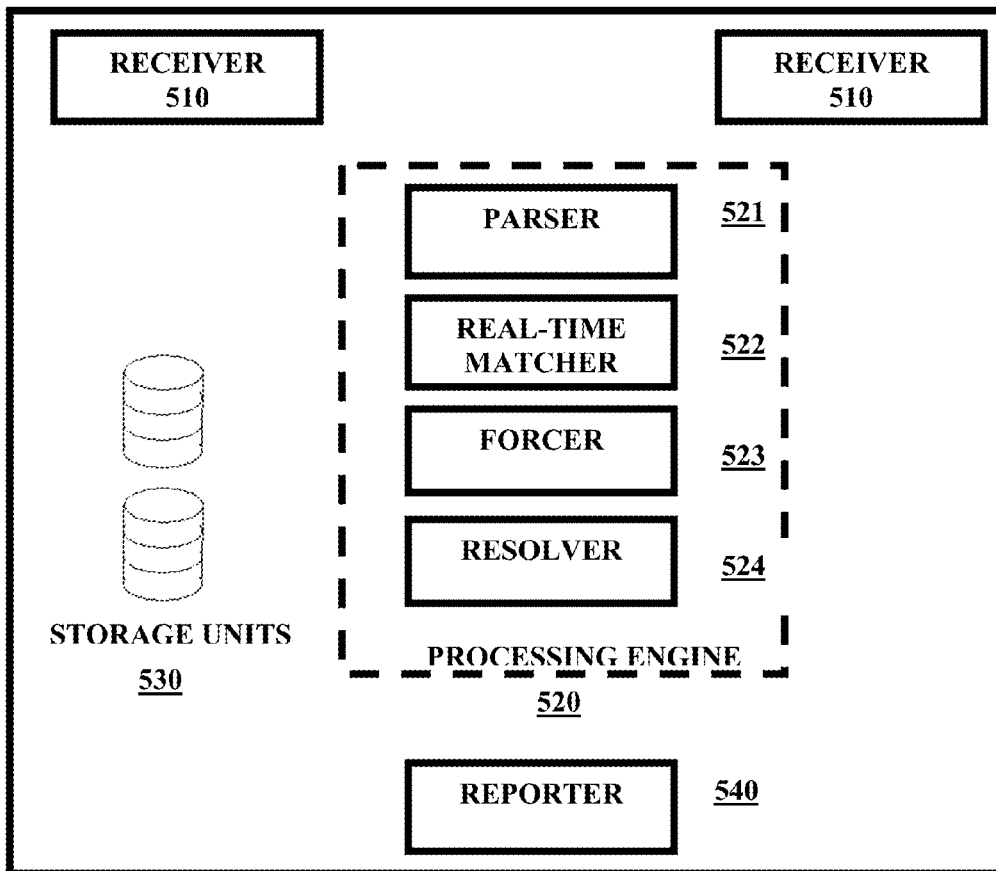 RECEIVER
510
RECEIVER
510
PARSER
521
REAL-TIME
MATCHER
522
FORCER
523
RESOLVER
524
STORAGE UNITS
530
PROCESSING ENGINE
520
REPORTER
540